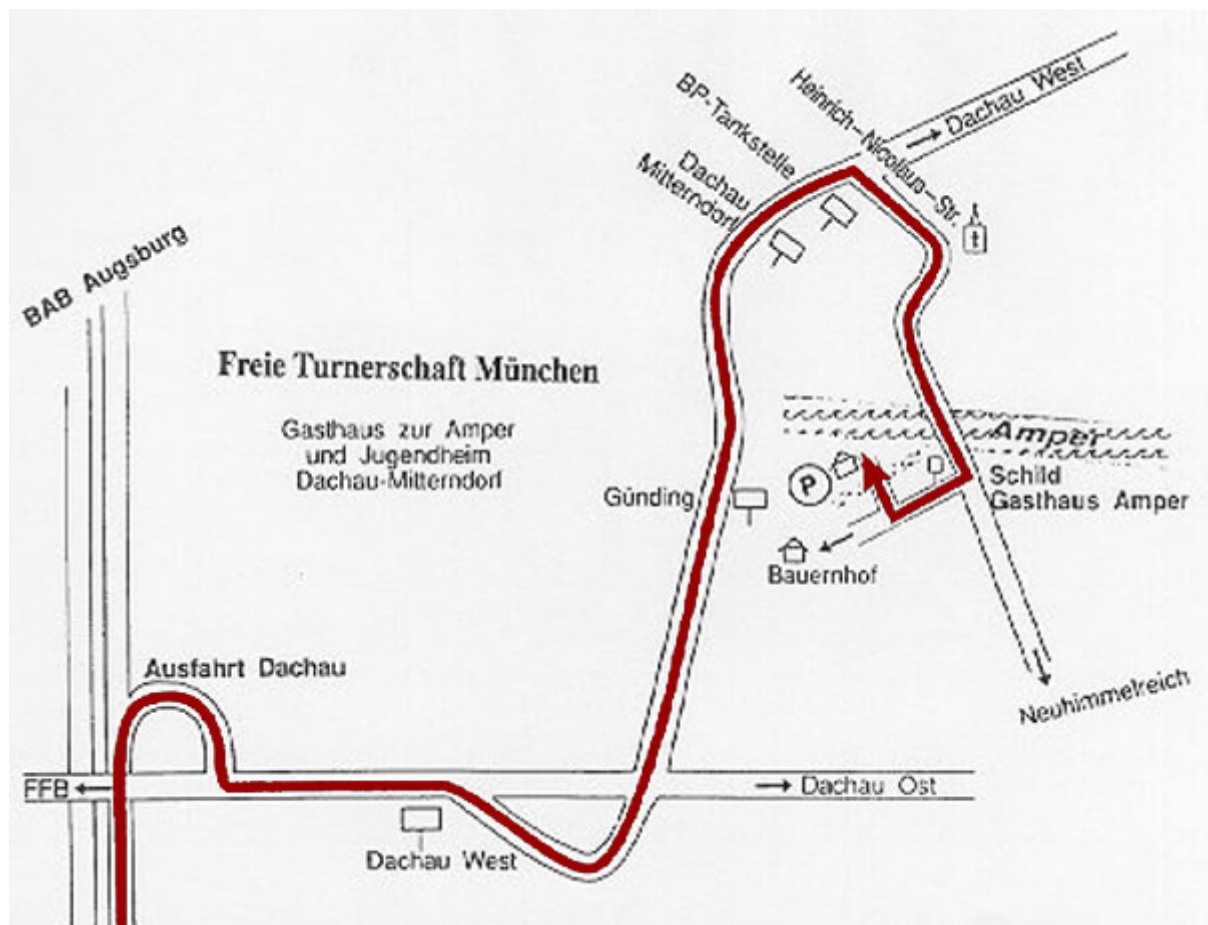 Heinrich-Nicolaus-Str.
Dachau West
BP-Tankstelle
Dachau
Mitterndorf
BAB Augsburg
Freie Turnerschaft München
Gasthaus zur Amper
und Jugendheim
Dachau-Mitterndorf
Amper
P
Schild
Gasthaus Amper
Günding
Bauernhof
Ausfahrt Dachau
Neuhimmelreich
FFB
Dachau Ost
Dachau West